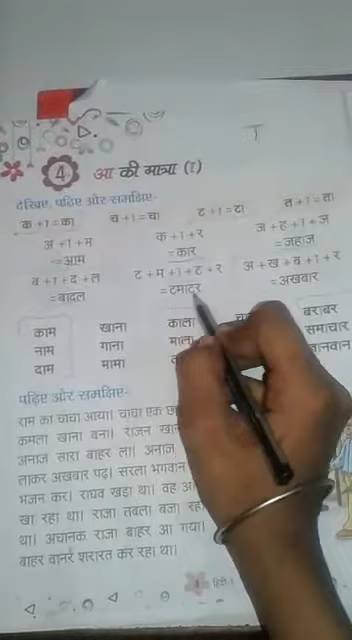 T
4 आ की मात्रा (ा)
देखिए, पढ़िए और समझिए-
क + ा = का च + ा = चा ट + ा = टा त + ा = ता
अ + ा + म क + ा + र ज + ह + ा + ज
= आम = कार = जहाज
ब + ा + द + ल ट + म + ा + ट + र अ + ख + ब + ा + र
= बादल = टमाटर = अखबार
काम खाना काला बराबर
नाम गाना माला समाचार
दाम मामा
पढ़िए और समझिए-
राम का चाचा आया। चाचा एक
कमला खाना बना। राजन
अनाज सारा बाहर ला। अनाज
लाकर अखबार पढ़। सरला भगवान
भजन कर। राघव खड़ा था। वह
खा रहा था। राजा तबला बजा
था। अचानक राजा बाहर आ गया।
बाहर वानर शरारत कर रहा था।